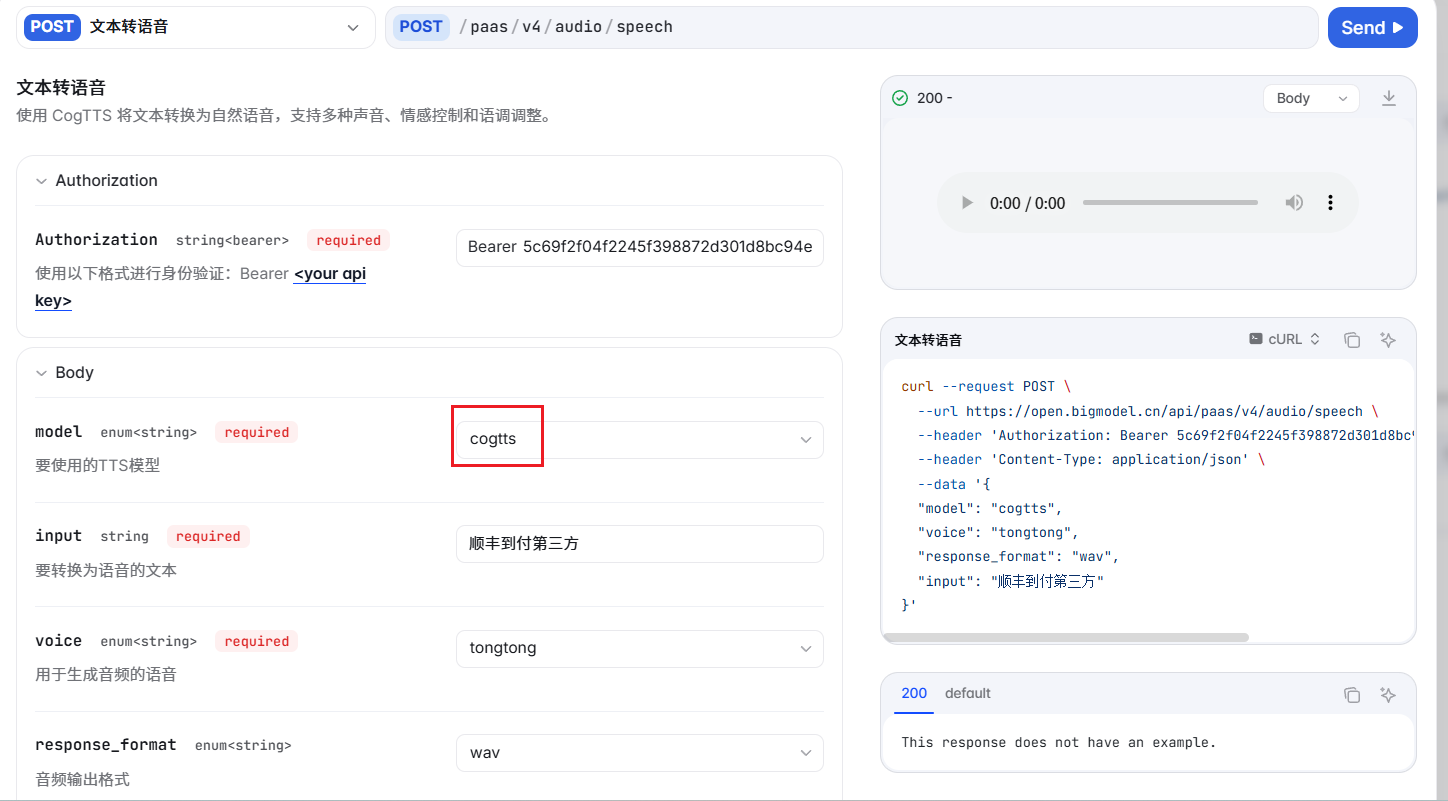 POST 文本转语音
POST /paas/v4/audio/speech
Send
文本转语音
使用 CogTTS 将文本转换为自然语音，支持多种声音、情感控制和语调调整。
Authorization
Authorization string<bearer> required
Bearer 5c69f2f04f2245f398872d301d8bc94e
使用以下格式进行身份验证：Bearer <your api
key>
Body
model enum<string> required
cogtts
要使用的TTS模型
input string required
顺丰到付第三方
要转换为语音的文本
voice enum<string> required
tongtong
用于生成音频的语音
response_format enum<string>
wav
音频输出格式
200 -
Body
0:00 / 0:00
文本转语音
cURL
curl --request POST \
--url https://open.bigmodel.cn/api/paas/v4/audio/speech \
--header 'Authorization: Bearer 5c69f2f04f2245f398872d301d8bc9
--header 'Content-Type: application/json' \
--data '{
"model": "cogtts",
"voice": "tongtong",
"response_format": "wav",
"input": "顺丰到付第三方"
}'
200 default
This response does not have an example.